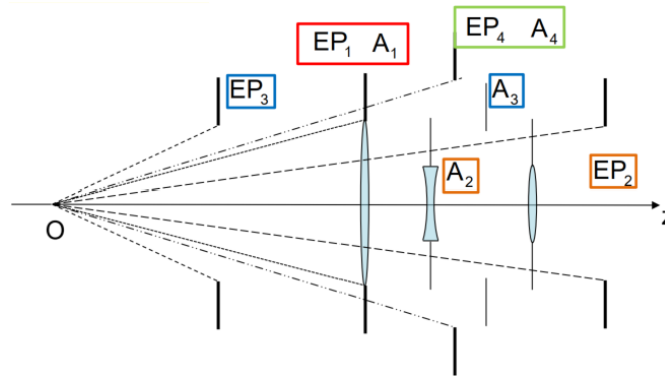 EP₁ A₁
EP₄ A₄
EP₃
A₃
A₂
EP₂
O
z